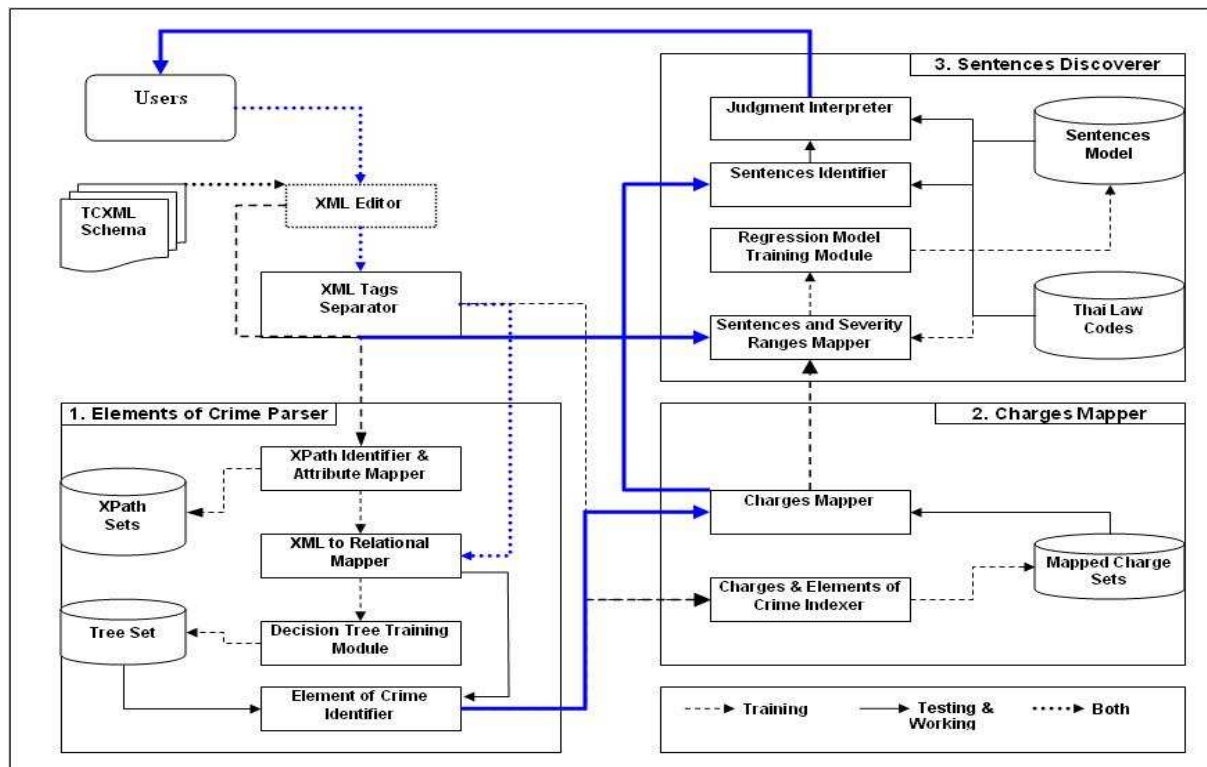 Users
TCXML
Schema
XML Editor
XML Tags
Separator
3. Sentences Discoverer
Judgment Interpreter
Sentences Identifier
Regression Model
Training Module
Sentences and Severity
Ranges Mapper
Sentences
Model
Thai Law
Codes
1. Elements of Crime Parser
XPath Identifier &
Attribute Mapper
XPath
Sets
XML to Relational
Mapper
Tree Set
Decision Tree Training
Module
Element of Crime
Identifier
2. Charges Mapper
Charges Mapper
Charges & Elements of
Crime Indexer
Mapped Charge
Sets
Training
Testing &
Working
Both